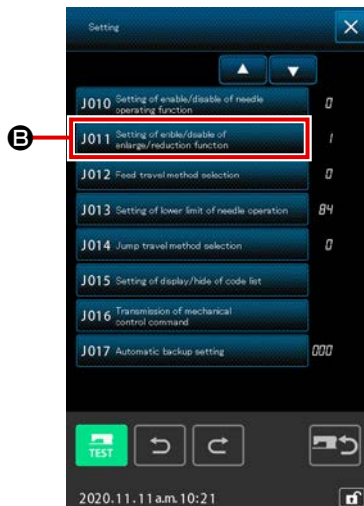 Setting
J010 Setting of enable/disable of needle
operating function 0
B
J011 Setting of enble/dsable of
enlarge/reduction function 1
J012 Feed travel method selection 0
J013 Setting of lower limit of needle operation 84
J014 Jump travel method selection 0
J015 Setting of display/hide of code list
J016 Transmission of mechanical
control command
J017 Automatic backup setting 000
TEST
2020.11.11a.m.10:21